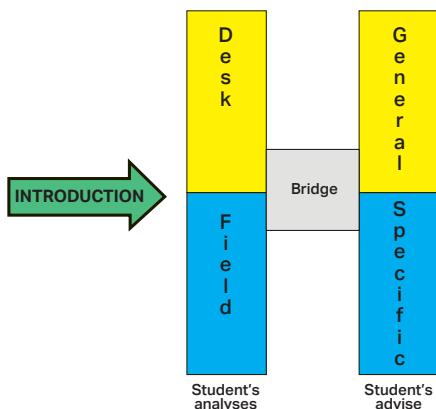 Desk
General
INTRODUCTION
Bridge
Field
Specific
Student's
analyses
Student's
advise